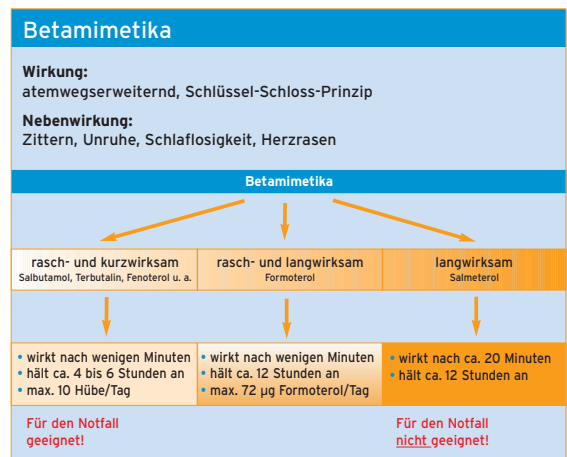 Betamimetika
Wirkung:
atemwegserweiternd, Schlüssel-Schloss-Prinzip
Nebenwirkung:
Zittern, Unruhe, Schlaflosigkeit, Herzrasen
Betamimetika
rasch- und kurzwirksam
Salbutamol, Terbutalin, Fenoterol u. a.
rasch- und langwirksam
Formoterol
langwirksam
Salmeterol
• wirkt nach wenigen Minuten
• hält ca. 4 bis 6 Stunden an
• max. 10 Hübe/Tag
• wirkt nach wenigen Minuten
• hält ca. 12 Stunden an
• max. 72 µg Formoterol/Tag
• wirkt nach ca. 20 Minuten
• hält ca. 12 Stunden an
Für den Notfall
geeignet!
Für den Notfall
nicht geeignet!